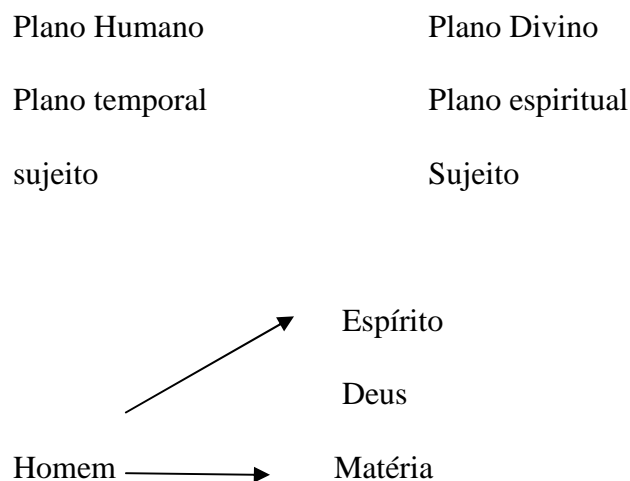 Plano Humano Plano Divino
Plano temporal Plano espiritual
sujeito Sujeito
Espírito
Deus
Homem Matéria